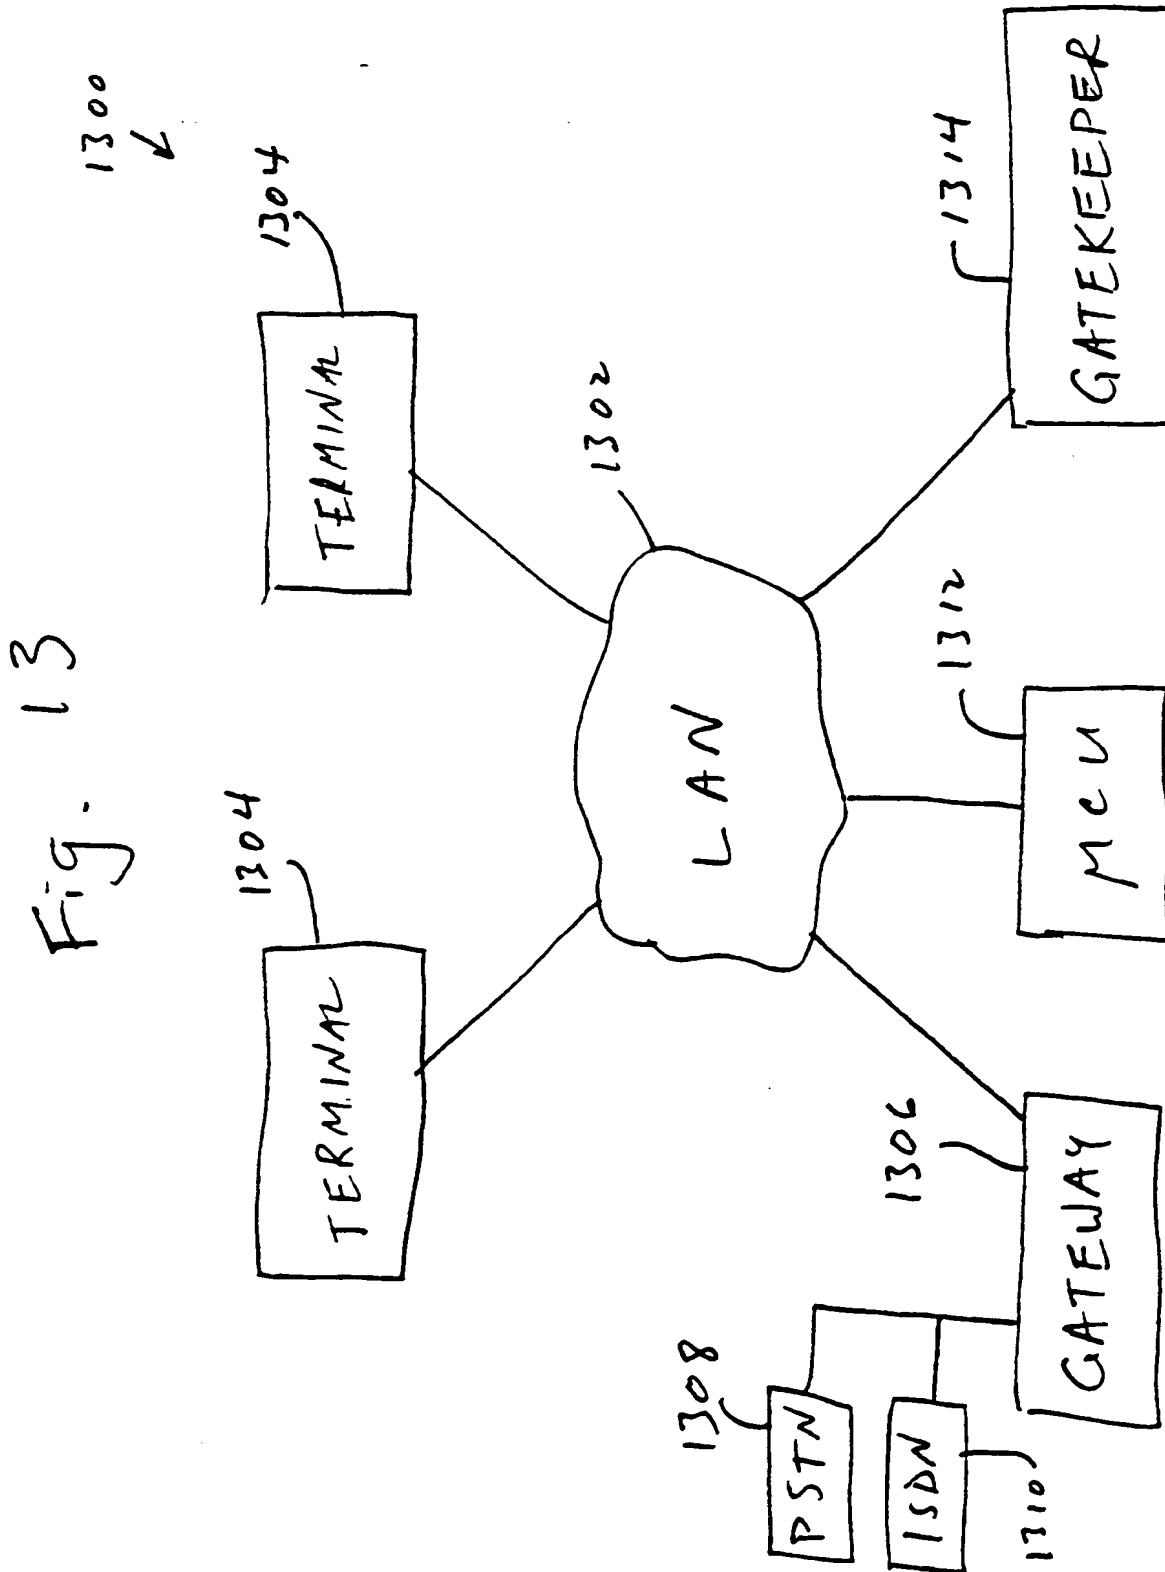 Fig. 13
1300
1304
TERMINAL
1304
TERMINAL
1302
LAN
1308
PSTN
ISDN
1310
1306
GATEWAY
1312
MCU
1314
GATEKEEPER